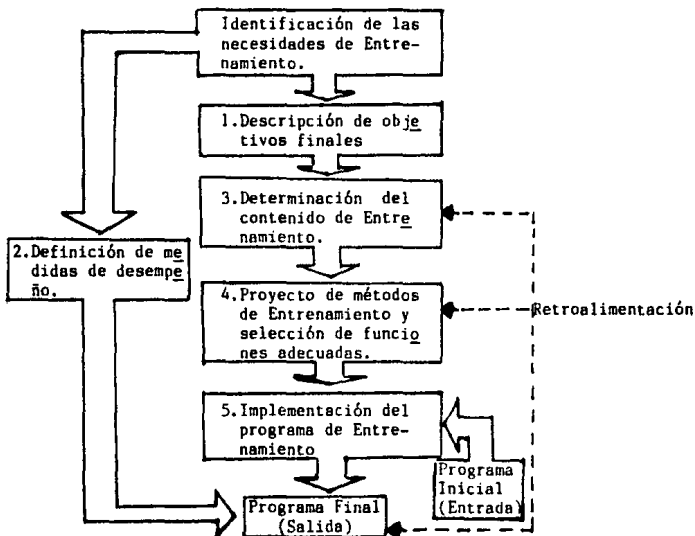 Identificación de las
necesidades de Entre-
namiento.
1.Descripción de obje
tivos finales
3.Determinación del
contenido de Entre
namiento.
2.Definición de me
didas de desempe
ño.
4.Proyecto de métodos
de Entrenamiento y
selección de funcio
nes adecuadas.
Retroalimentación
5.Implementación del
programa de Entre-
namiento
Programa
Inicial
(Entrada)
Programa Final
(Salida)